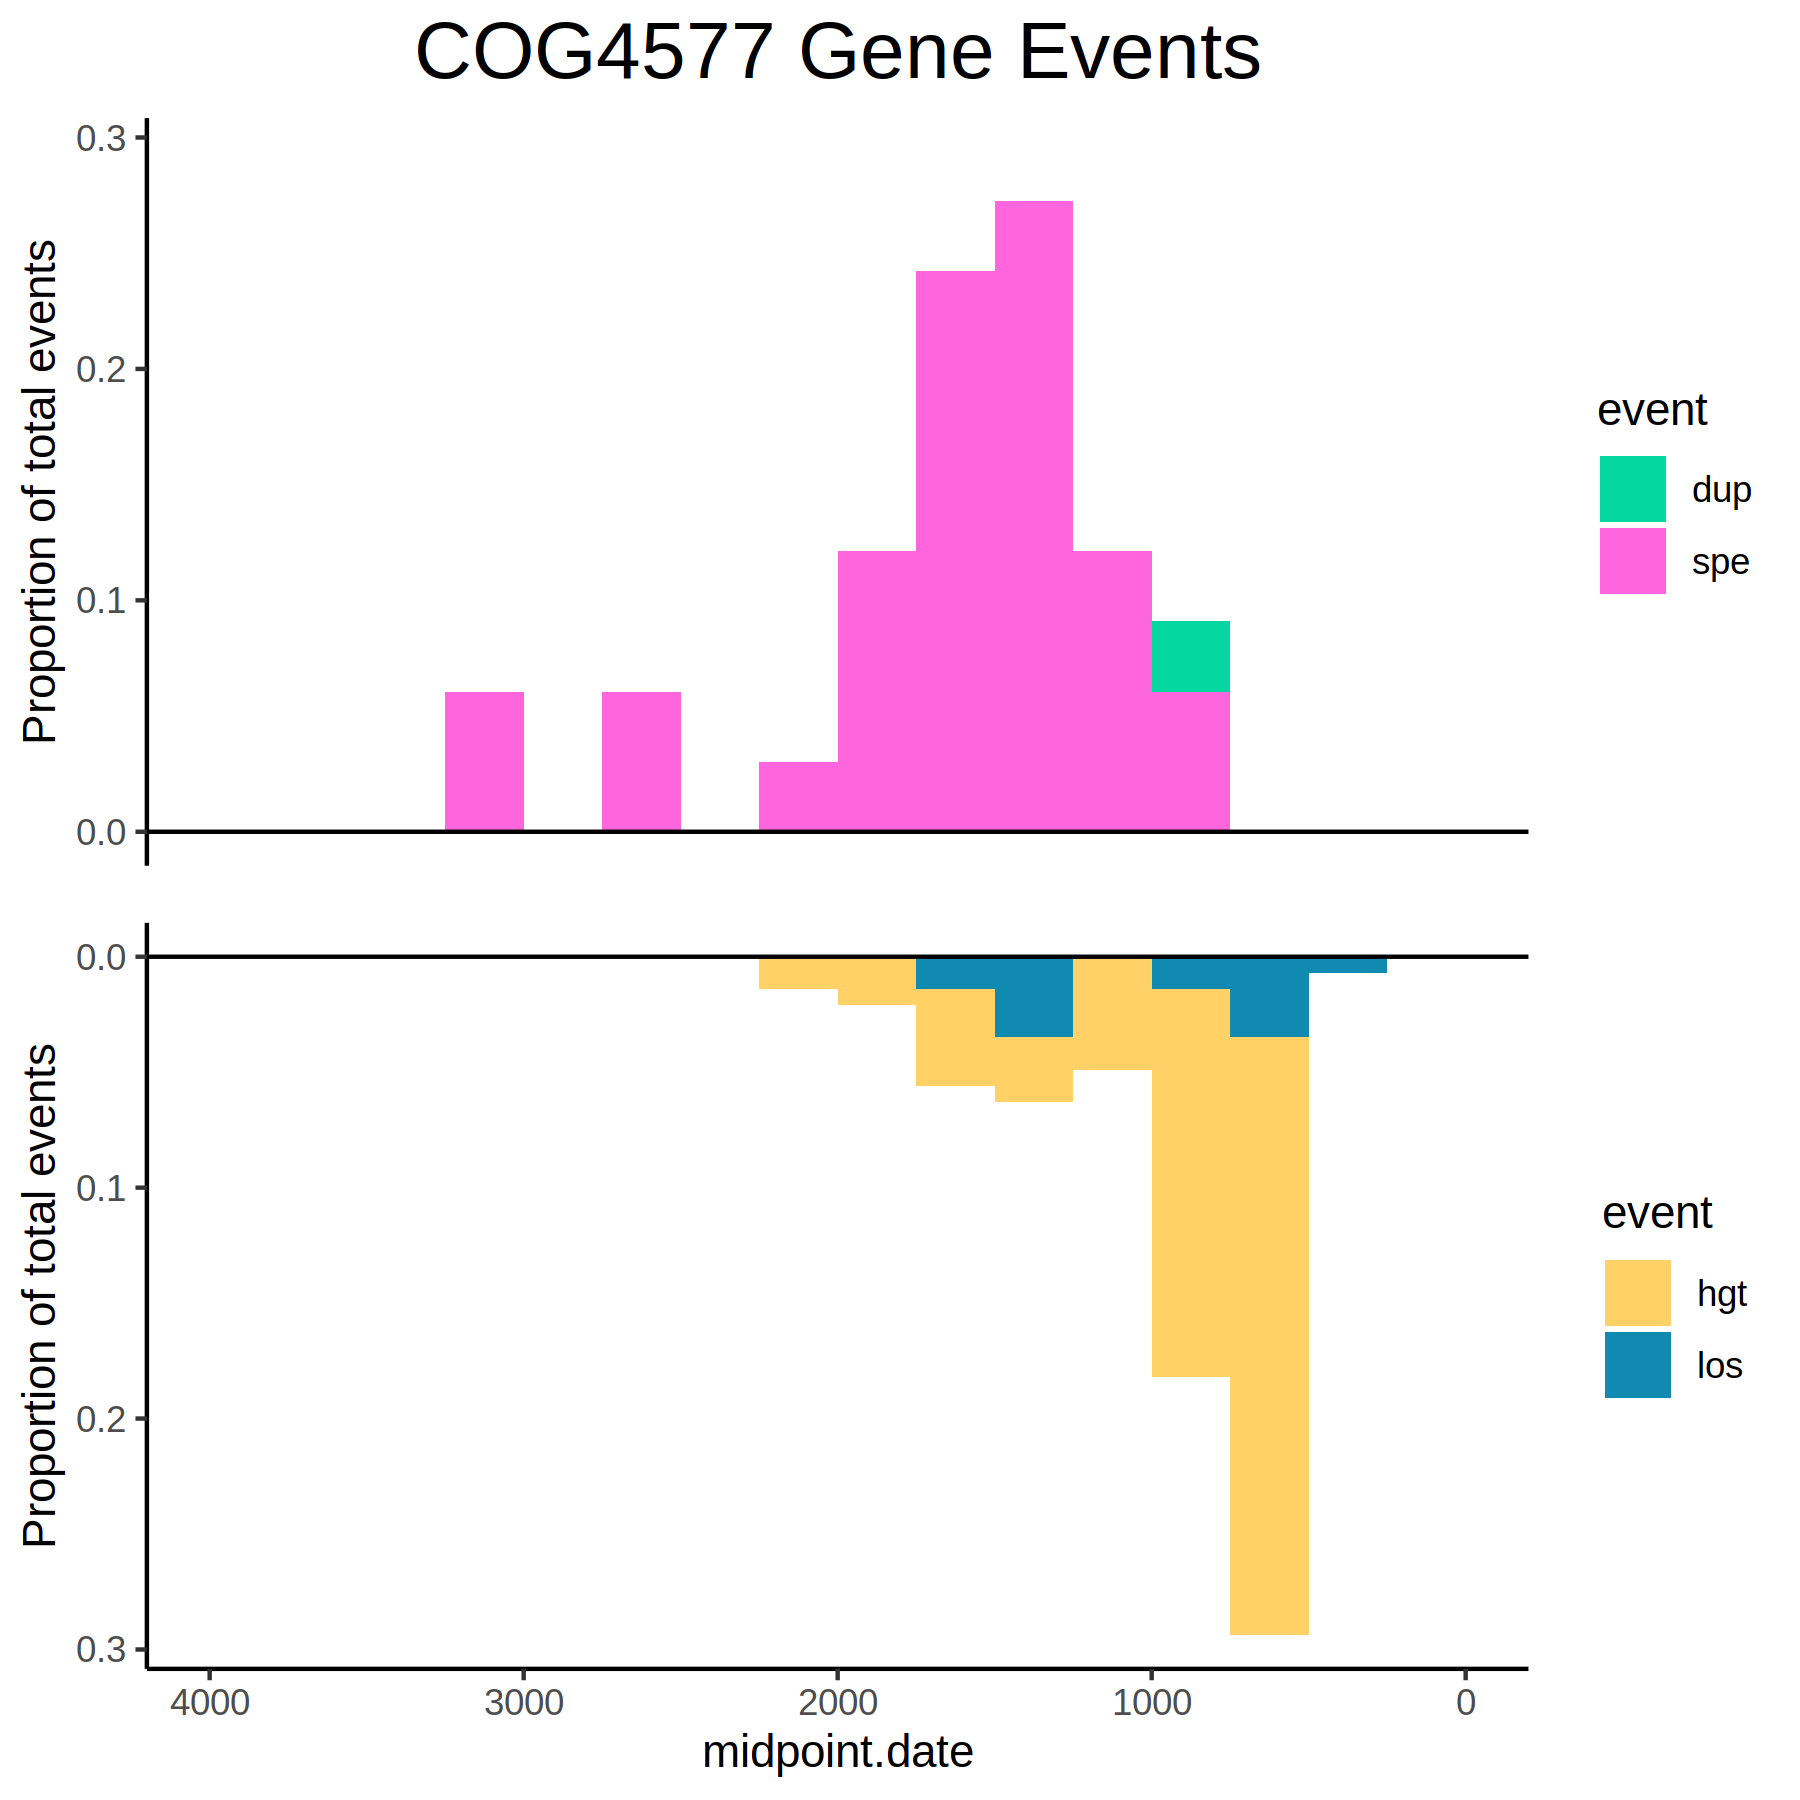 COG4577 Gene Events
Proportion of total events
0.3
0.2
0.1
0.0
event
dup
spe
Proportion of total events
0.0
0.1
0.2
0.3
event
hgt
los
4000 3000 2000 1000 0
midpoint.date